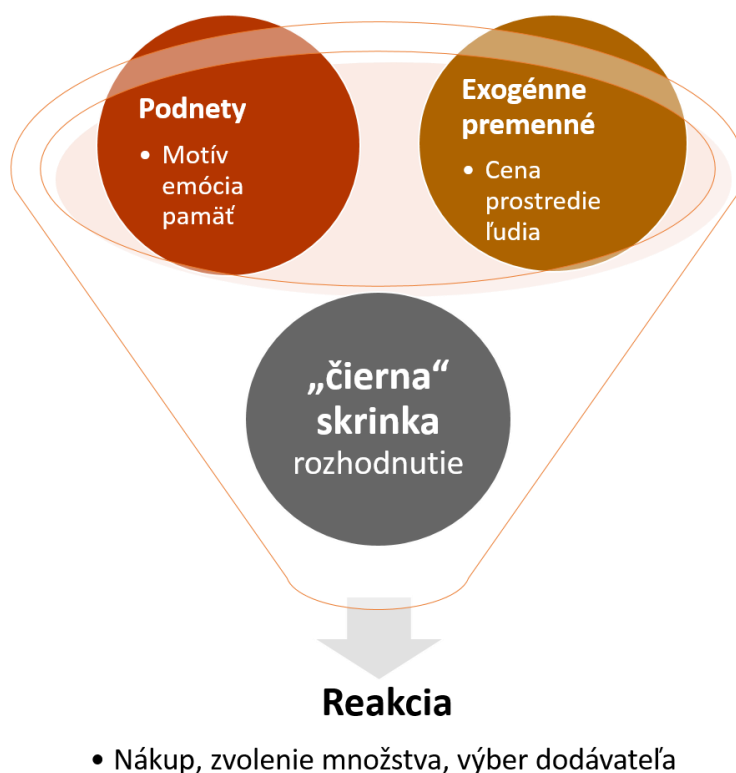 Podnety
• Motív
emócia
pamäť
Exogénne
premenné
• Cena
prostredie
ľudia
„čierna“
skrinka
rozhodnutie
Reakcia
• Nákup, zvolenie množstva, výber dodávateľa